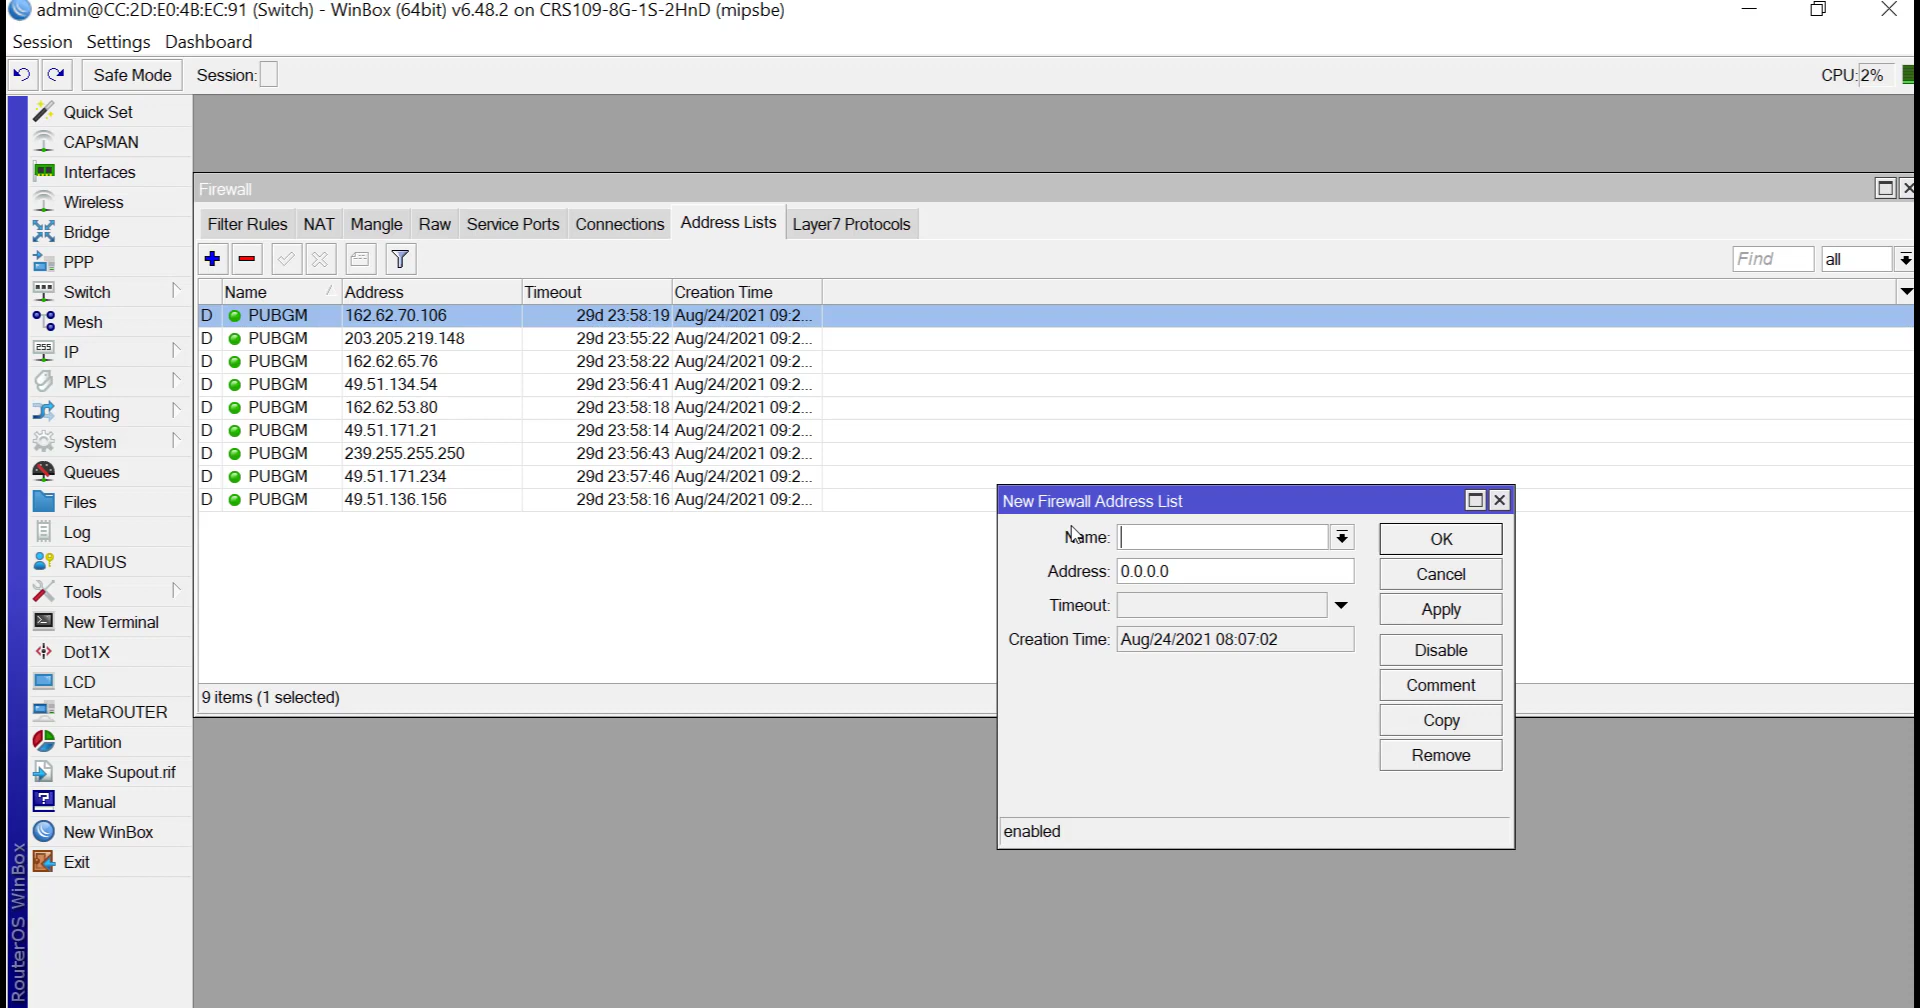 admin@CC:2D:E0:4B:EC:91 (Switch) - WinBox (64bit) v6.48.2 on CRS109-8G-1S-2HnD (mipsbe)
Session Settings Dashboard
Safe Mode Session: CPU: 2%
Quick Set
CAPsMAN
Interfaces
Wireless
Bridge
PPP
Switch
Mesh
IP
MPLS
Routing
System
Queues
Files
Log
RADIUS
Tools
New Terminal
Dot1X
LCD
MetaROUTER
Partition
Make Supout.rif
Manual
New WinBox
Exit
RouterOS WinBox
Firewall
Filter Rules NAT Mangle Raw Service Ports Connections Address Lists Layer7 Protocols
Find all
Name Address Timeout Creation Time
D PUBGM 162.62.70.106 29d 23:58:19 Aug/24/2021 09:2...
D PUBGM 203.205.219.148 29d 23:55:22 Aug/24/2021 09:2...
D PUBGM 162.62.65.76 29d 23:58:22 Aug/24/2021 09:2...
D PUBGM 49.51.134.54 29d 23:56:41 Aug/24/2021 09:2...
D PUBGM 162.62.53.80 29d 23:58:18 Aug/24/2021 09:2...
D PUBGM 49.51.171.21 29d 23:58:14 Aug/24/2021 09:2...
D PUBGM 239.255.255.250 29d 23:56:43 Aug/24/2021 09:2...
D PUBGM 49.51.171.234 29d 23:57:46 Aug/24/2021 09:2...
D PUBGM 49.51.136.156 29d 23:58:16 Aug/24/2021 09:2...
9 items (1 selected)
New Firewall Address List
Name:
Address: 0.0.0.0
Timeout:
Creation Time: Aug/24/2021 08:07:02
OK
Cancel
Apply
Disable
Comment
Copy
Remove
enabled